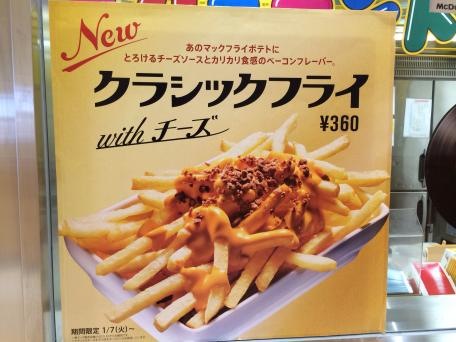 McDo
New
あのマックフライポテトに
とろけるチーズソースとカリカリ食感のベーコンフレーバー。
クラシックフライ
with チーズ
¥360
期間限定 1/7(火)～